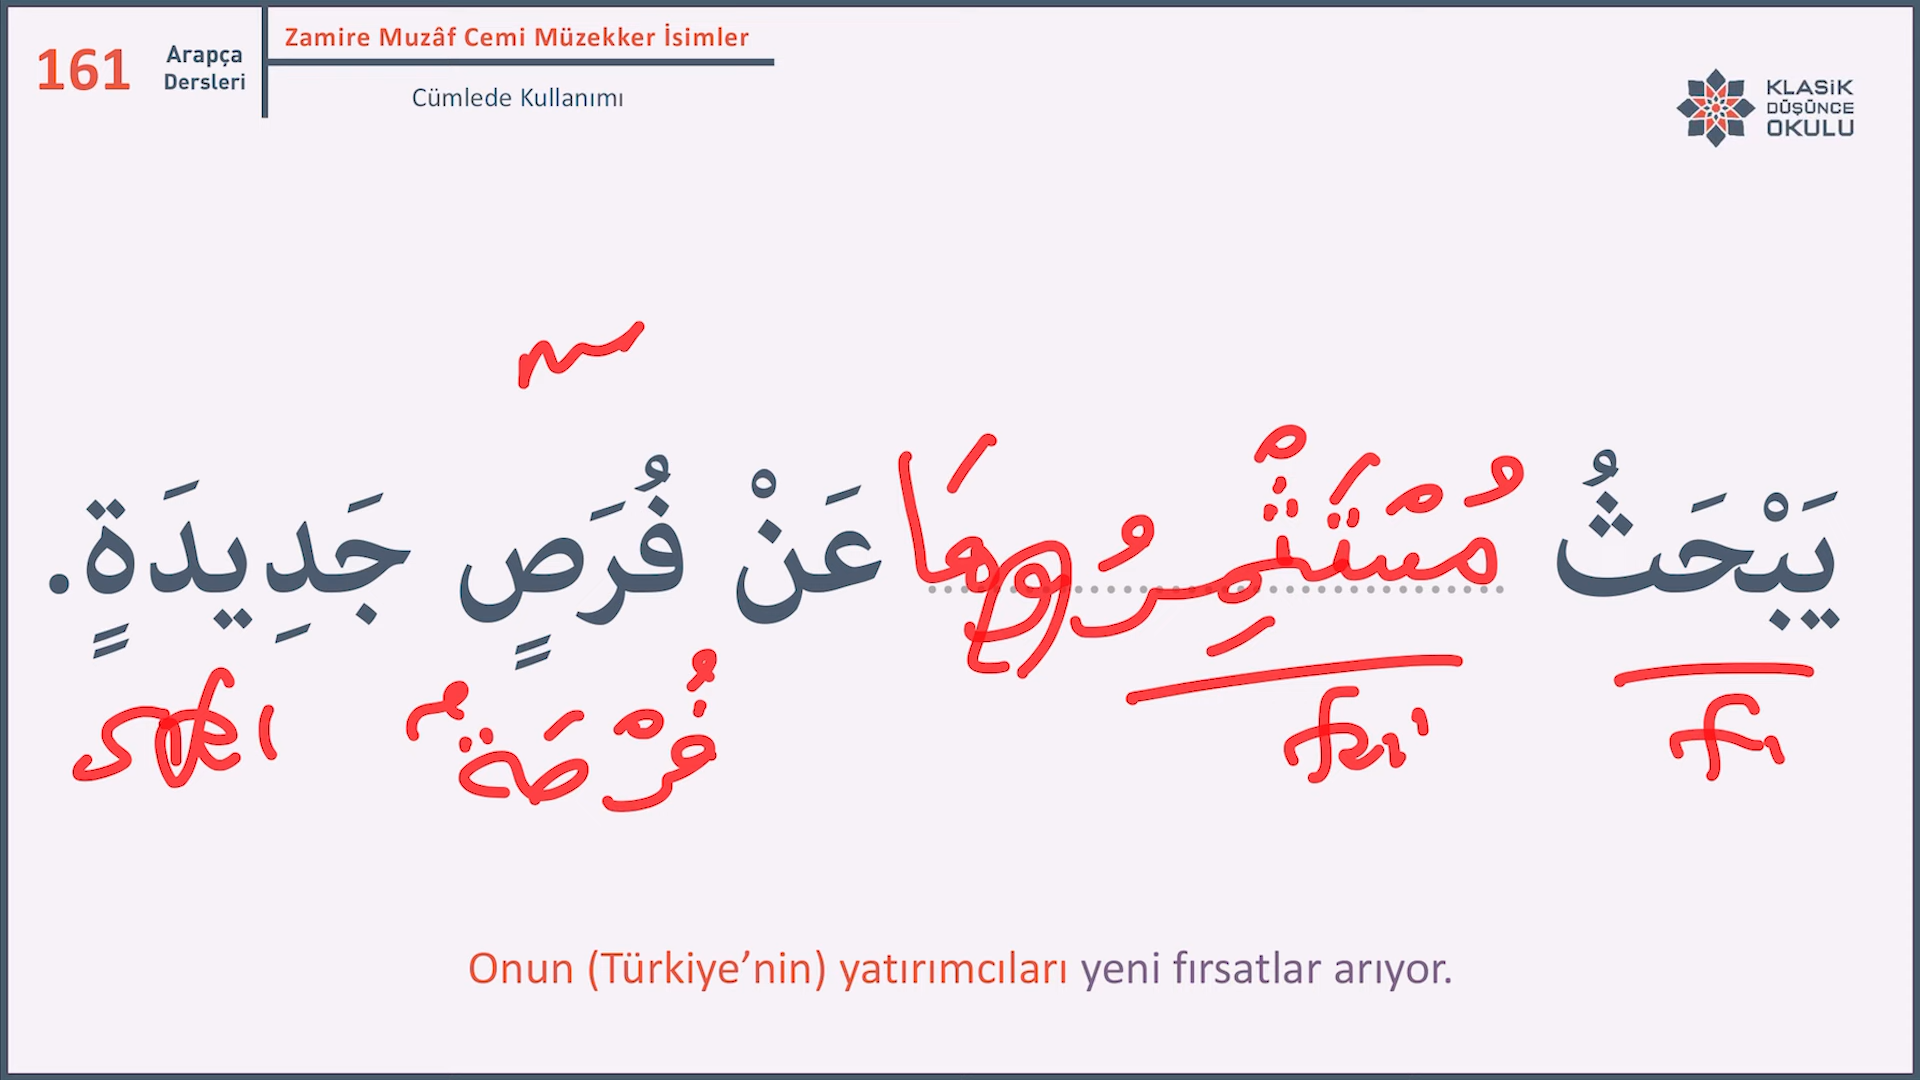 161
Arapça
Dersleri
Zamire Muzâf Cemi Müzekker İsimler
Cümlede Kullanımı
KLASiK
DÜŞÜNCE
OKULU
يَبْحَثُ مُسْتَثْمِرُوهَا عَنْ فُرَصٍ جَدِيدَةٍ.
فُرْصَةٌ
Onun (Türkiye’nin) yatırımcıları yeni fırsatlar arıyor.